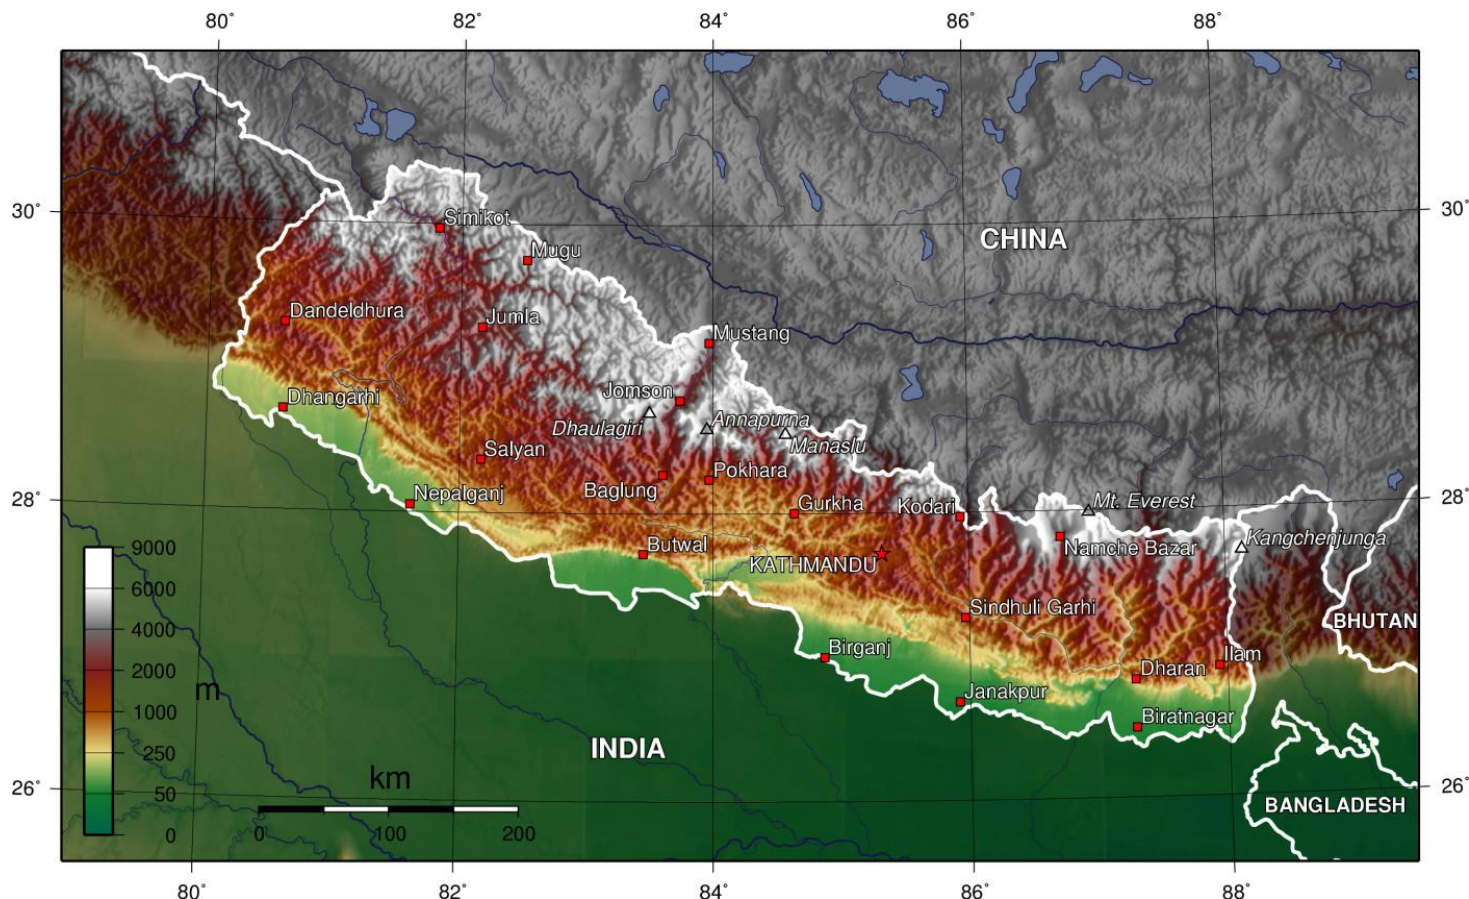 80°
82°
84°
86°
88°
30°
30°
Simikot
CHINA
Mugu
Dandeldhura
Jumla
Mustang
Jomson
Dhangarhi
Annapurna
Dhaulagiri
Manaslu
Salyan
Pokhara
Baglung
Nepalganj
28°
28°
Gurkha
Kodari
Mt. Everest
Butwal
Namche Bazar
Kangchenjunga
KATHMANDU
9000
6000
4000
2000
1000
250
50
0
m
Sindhuli Garhi
BHUTAN
Birganj
Ilam
Dharan
Janakpur
Biratnagar
INDIA
km
0
100
200
26°
26°
BANGLADESH
80°
82°
84°
86°
88°